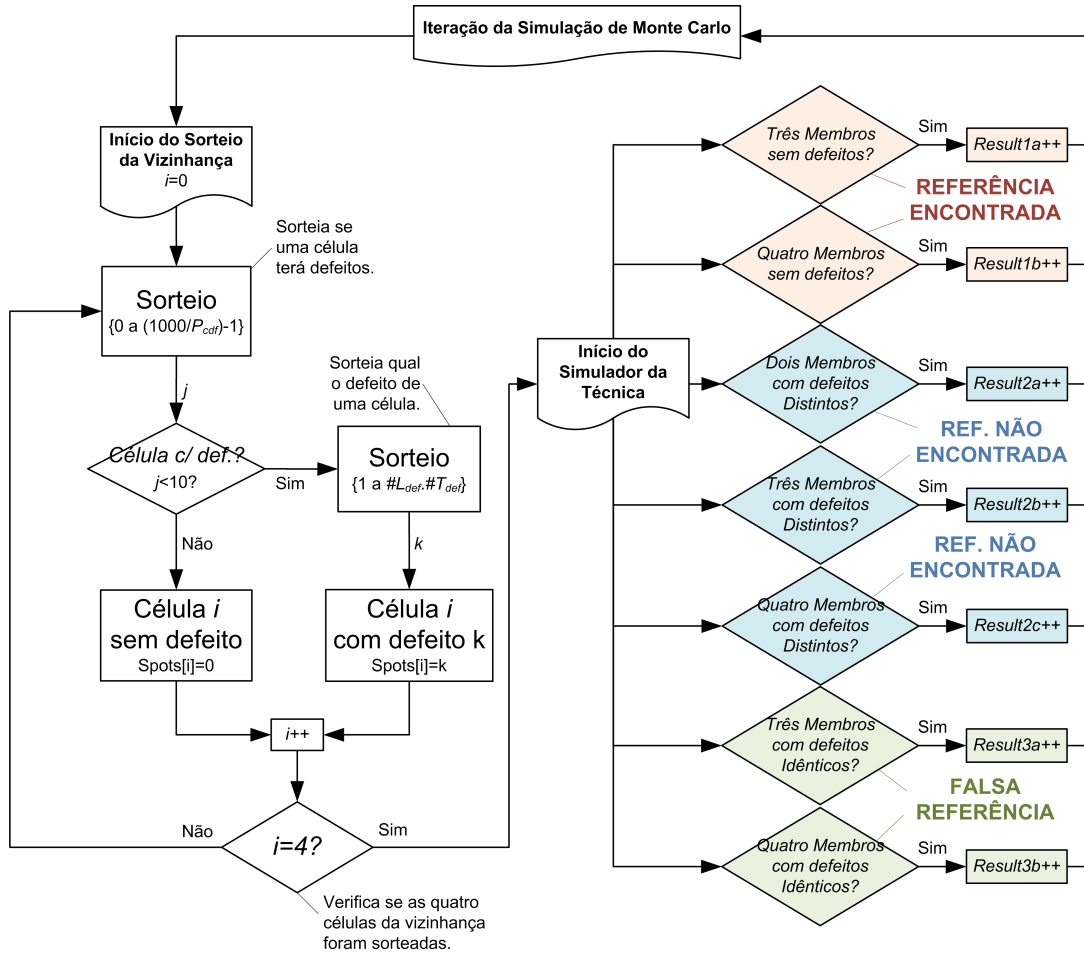 Iteração da Simulação de Monte Carlo
Início do Sorteio
da Vizinhança
i=0
Sorteia se
uma célula
terá defeitos.
Sorteio
{0 a (1000/Pcdf)-1}
j
Célula c/ def.?
j<10?
Sim
Não
Sorteia qual
o defeito de
uma célula.
Sorteio
{1 a #Ldef.#Tdef}
k
Célula i
sem defeito
Spots[i]=0
Célula i
com defeito k
Spots[i]=k
i++
i=4?
Não
Sim
Verifica se as quatro
células da vizinhança
foram sorteadas.
Início do
Simulador da
Técnica
Três Membros
sem defeitos?
Sim
Result1a++
REFERÊNCIA
ENCONTRADA
Quatro Membros
sem defeitos?
Sim
Result1b++
Dois Membros
com defeitos
Distintos?
Sim
Result2a++
REF. NÃO
ENCONTRADA
Três Membros
com defeitos
Distintos?
Sim
Result2b++
REF. NÃO
ENCONTRADA
Quatro Membros
com defeitos
Distintos?
Sim
Result2c++
Três Membros
com defeitos
Idênticos?
Sim
Result3a++
FALSA
REFERÊNCIA
Quatro Membros
com defeitos
Idênticos?
Sim
Result3b++